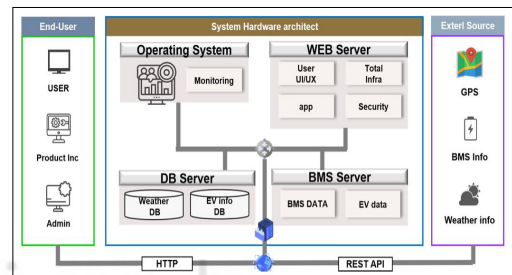 End-User
System Hardware architect
Exterl Source
Operating System
WEB Server
Monitoring
User
UI/UX
Total
Infra
app
Security
USER
Product Inc
Admin
GPS
BMS Info
Weather info
DB Server
BMS Server
Weather
DB
EV info
DB
BMS DATA
EV data
HTTP
REST API